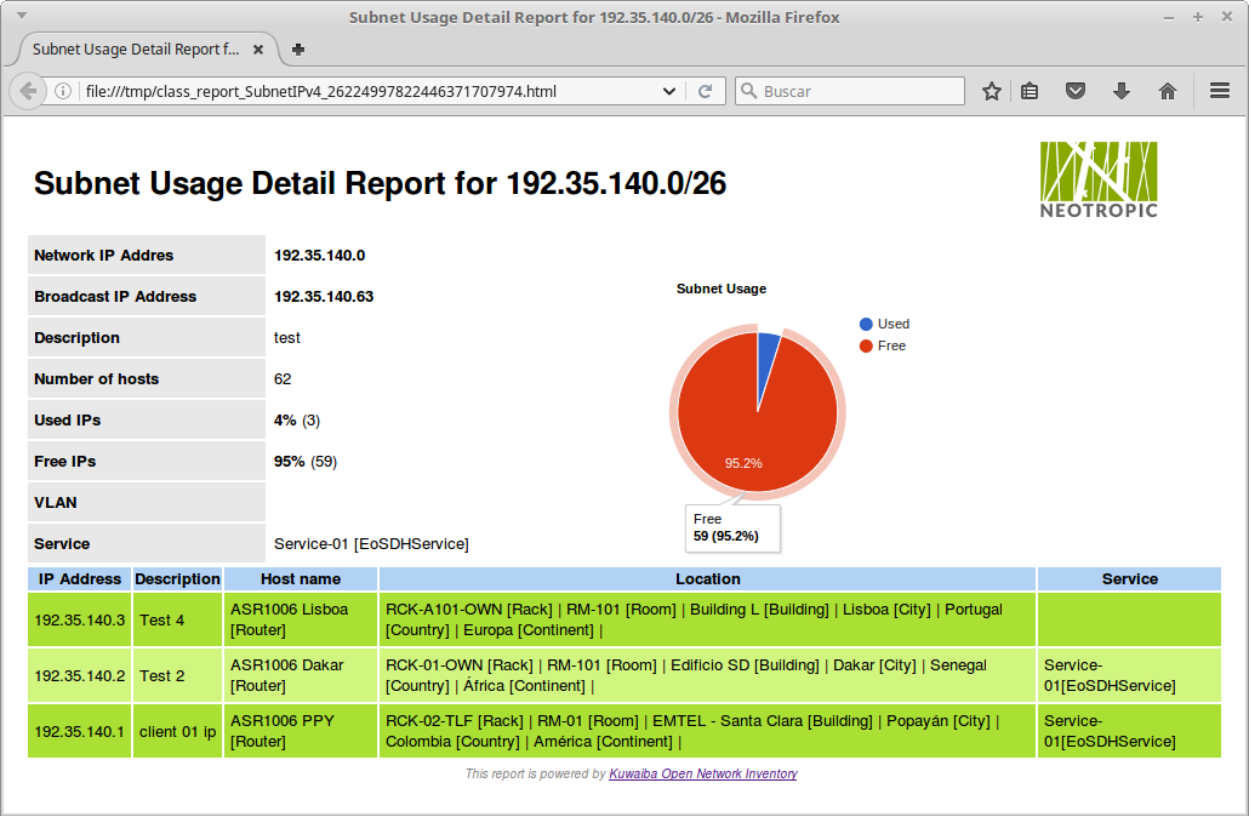 Subnet Usage Detail Report for 192.35.140.0/26 - Mozilla Firefox
Subnet Usage Detail Report f...
file:///tmp/class_report_SubnetIPv4_26224997822446371707974.html
Buscar
Subnet Usage Detail Report for 192.35.140.0/26
NEOTROPIC
Network IP Addres 192.35.140.0
Broadcast IP Address 192.35.140.63
Description test
Number of hosts 62
Used IPs 4% (3)
Free IPs 95% (59)
VLAN
Service Service-01 [EoSDHService]
Subnet Usage
Used
Free
95.2%
Free
59 (95.2%)
IP Address Description Host name Location Service
192.35.140.3 Test 4 ASR1006 Lisboa [Router] RCK-A101-OWN [Rack] | RM-101 [Room] | Building L [Building] | Lisboa [City] | Portugal [Country] | Europa [Continent] |
192.35.140.2 Test 2 ASR1006 Dakar [Router] RCK-01-OWN [Rack] | RM-101 [Room] | Edificio SD [Building] | Dakar [City] | Senegal [Country] | África [Continent] | Service-01[EoSDHService]
192.35.140.1 client 01 ip ASR1006 PPY [Router] RCK-02-TLF [Rack] | RM-01 [Room] | EMTEL - Santa Clara [Building] | Popayán [City] | Colombia [Country] | América [Continent] | Service-01[EoSDHService]
This report is powered by Kuwaiba Open Network Inventory